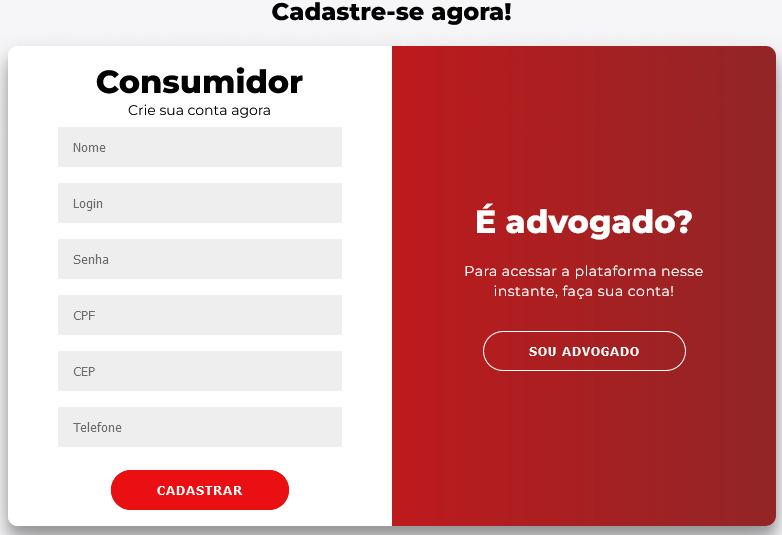 Cadastre-se agora!
Consumidor
Crie sua conta agora
Nome
Login
Senha
CPF
CEP
Telefone
CADASTRAR
É advogado?
Para acessar a plataforma nesse
instante, faça sua conta!
SOU ADVOGADO